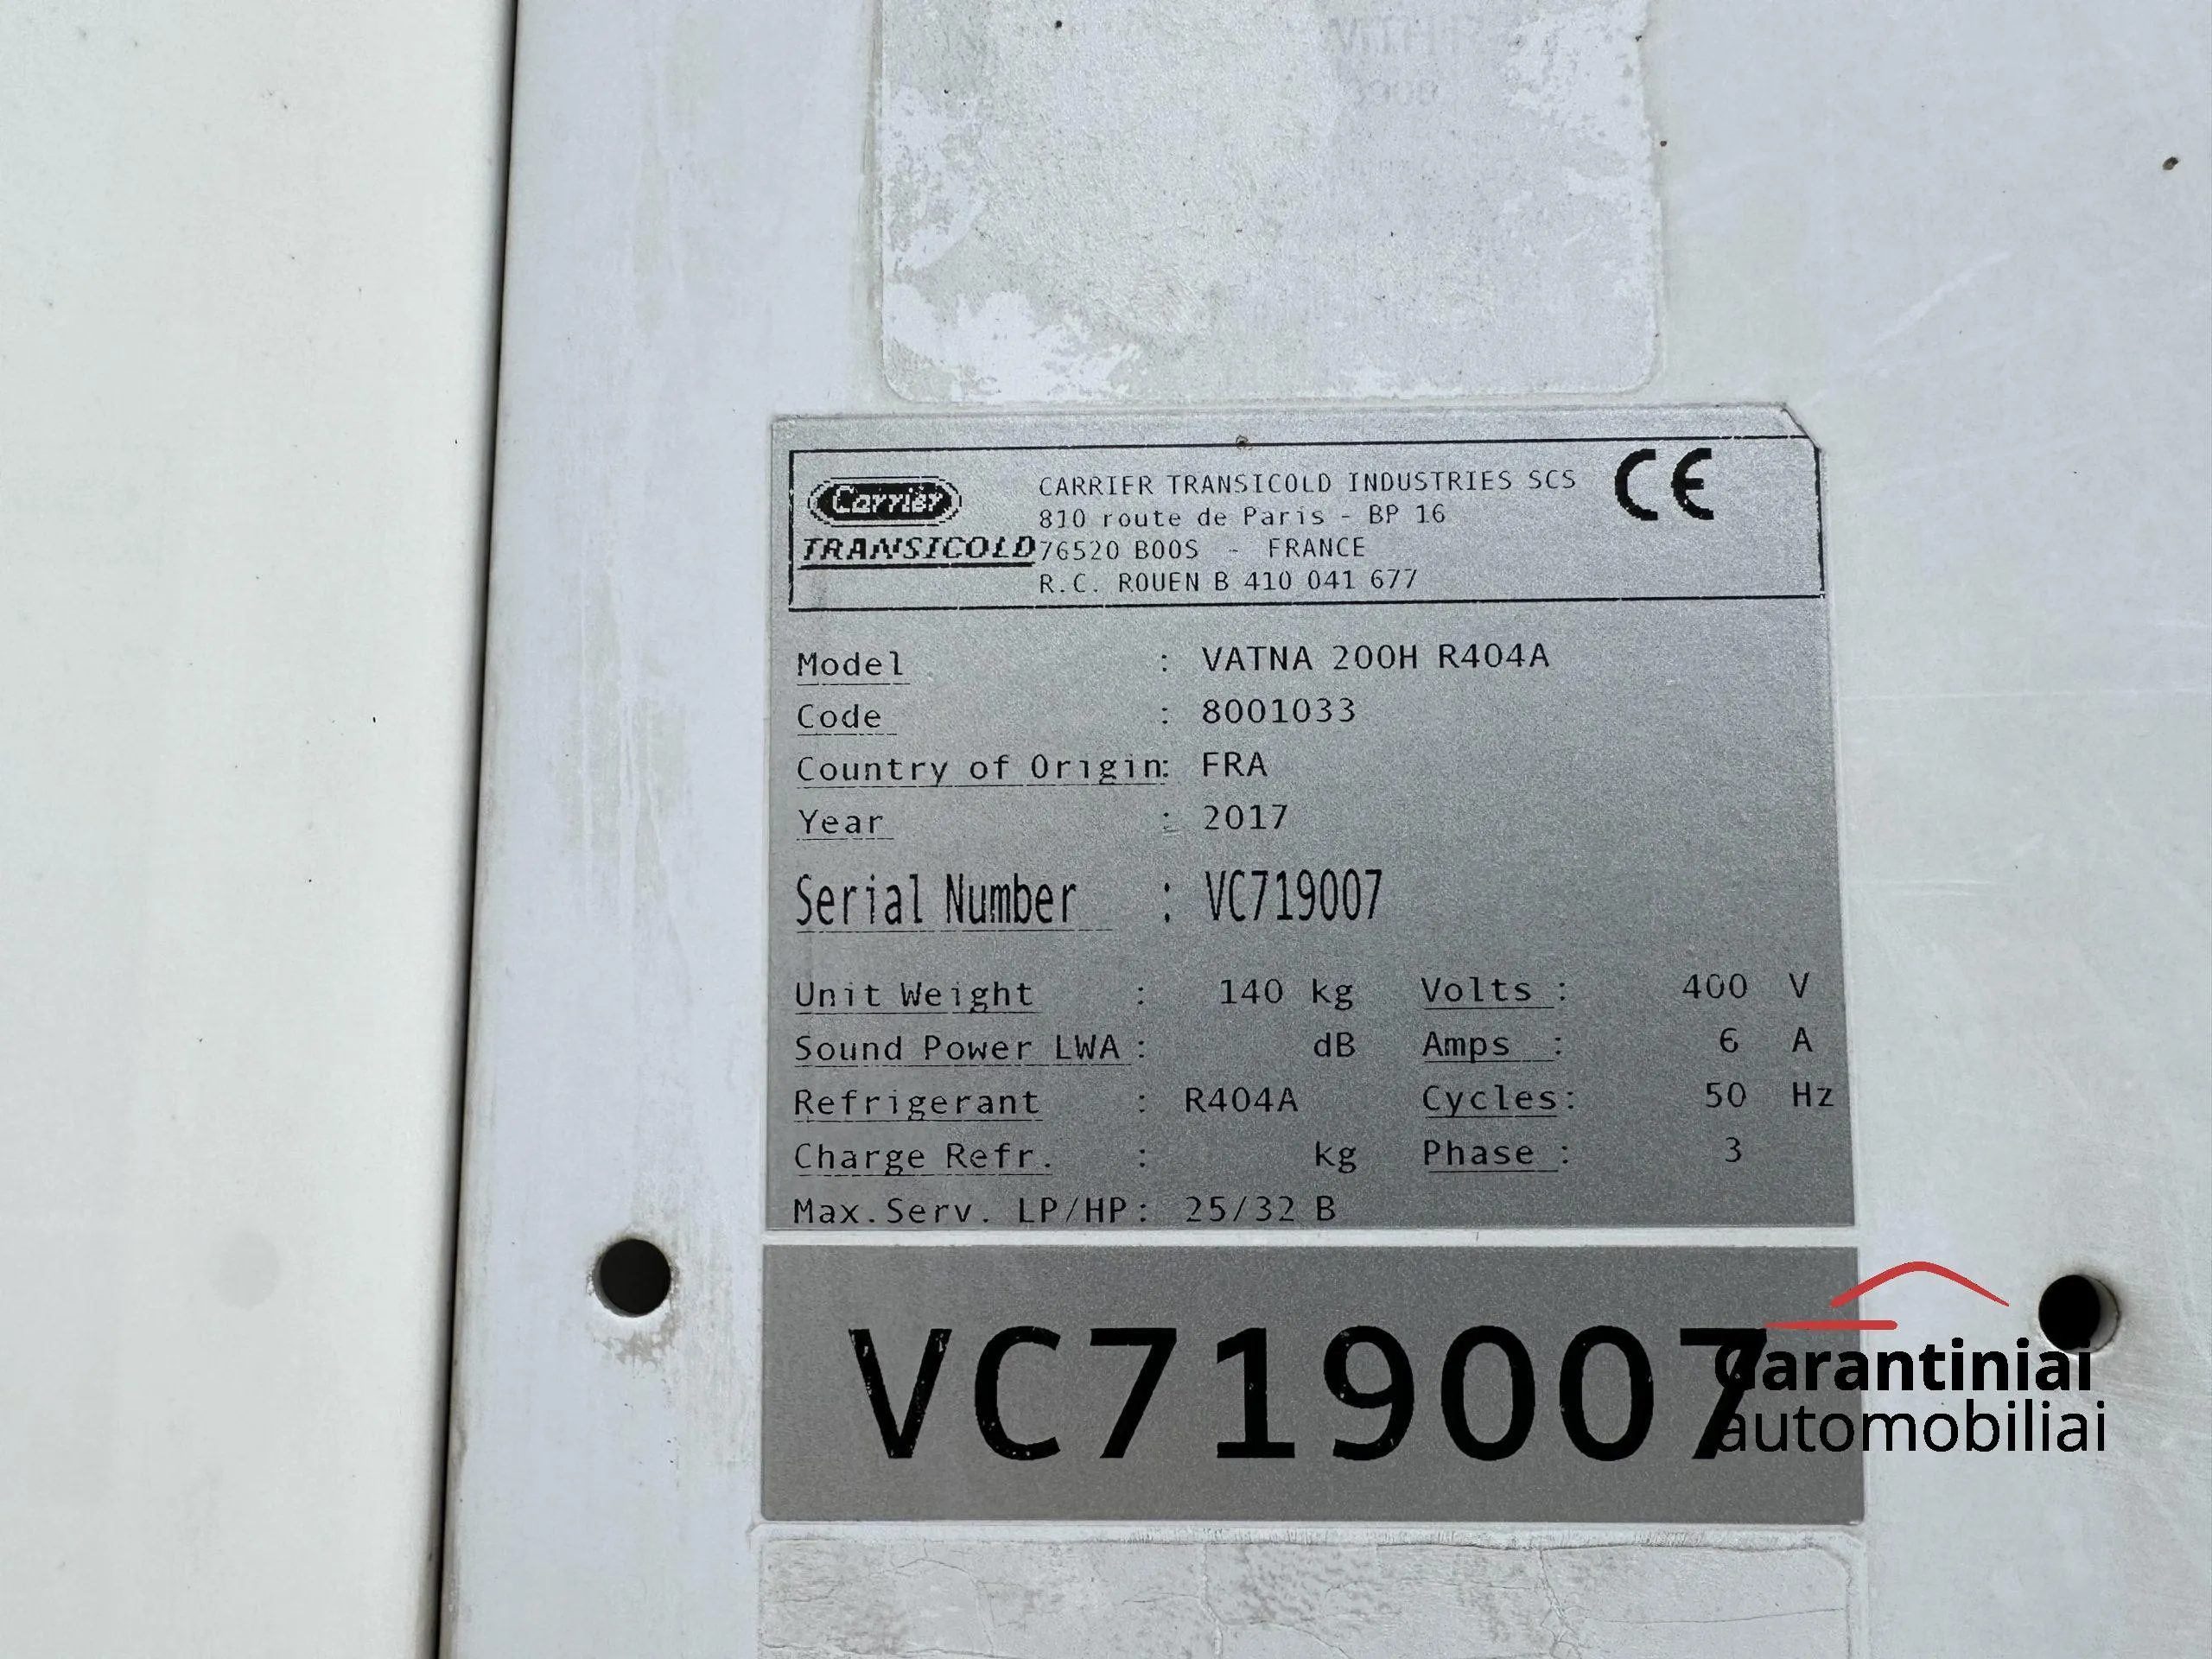 Carrier
TRANSICOLD
CARRIER TRANSICOLD INDUSTRIES SCS
810 route de Paris - BP 16
76520 BOOS - FRANCE
R.C. ROUEN B 410 041 677
CE
Model : VATNA 200H R404A
Code : 8001033
Country of Origin: FRA
Year : 2017
Serial Number : VC719007
Unit Weight : 140 kg Volts : 400 V
Sound Power LWA : dB Amps : 6 A
Refrigerant : R404A Cycles: 50 Hz
Charge Refr. : kg Phase : 3
Max.Serv. LP/HP: 25/32 B
VC719007
Garantiniai
automobiliai